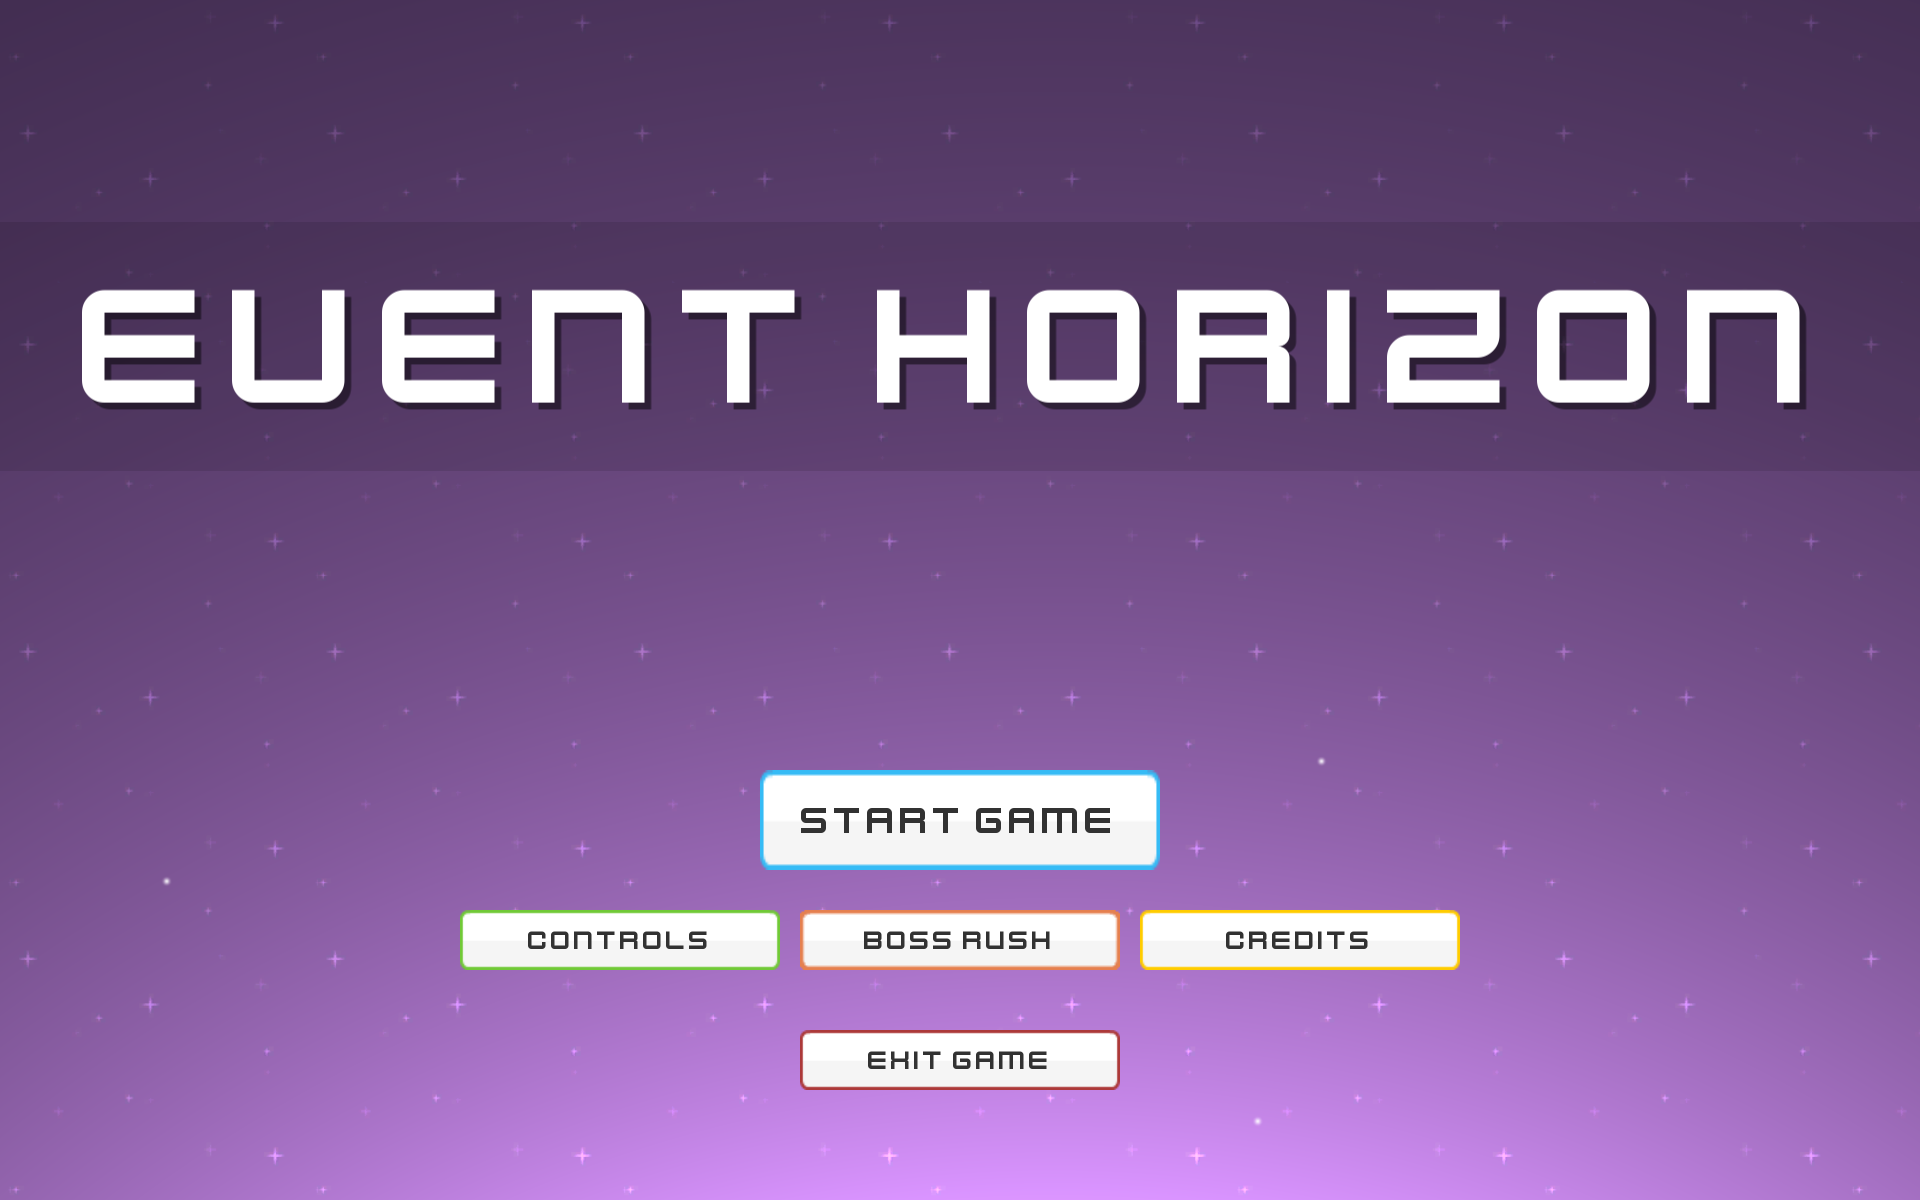 EVENT HORIZON
START GAME
CONTROLS
BOSS RUSH
CREDITS
EXIT GAME